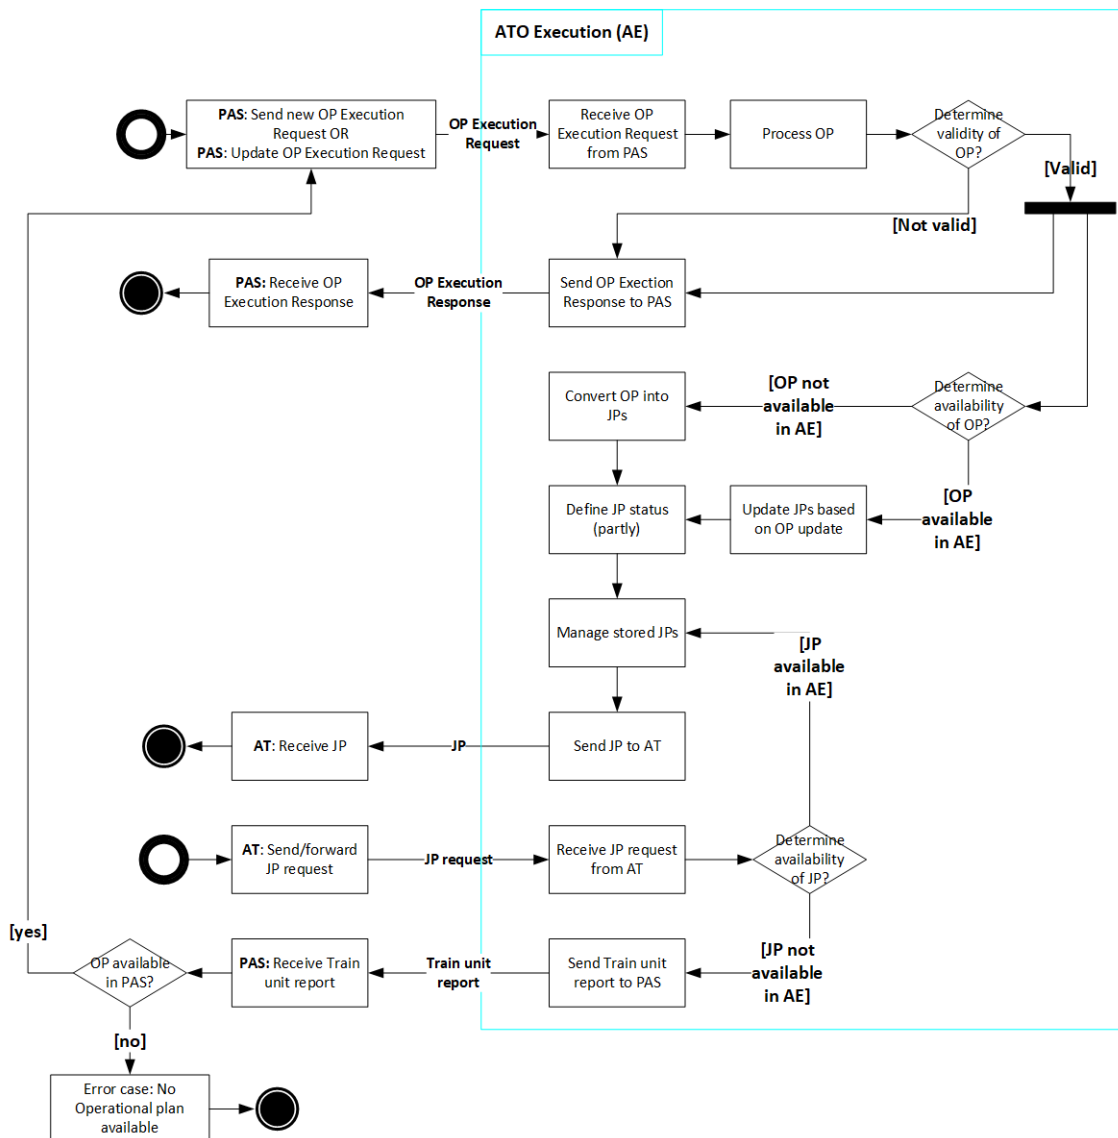 ATO Execution (AE)
PAS: Send new OP Execution
Request OR
PAS: Update OP Execution Request
OP Execution
Request
Receive OP
Execution Request
from PAS
Process OP
Determine
validity of
OP?
[Valid]
[Not valid]
PAS: Receive OP
Execution Response
OP Execution
Response
Send OP Exection
Response to PAS
Convert OP into
JPs
[OP not
available
in AE]
Determine
availability
of OP?
Define JP status
(partly)
Update JPs based
on OP update
[OP
available
in AE]
Manage stored JPs
[JP
available
in AE]
AT: Receive JP
JP
Send JP to AT
AT: Send/forward
JP request
JP request
Receive JP request
from AT
Determine
availability
of JP?
[yes]
OP available
in PAS?
PAS: Receive Train
unit report
Train unit
report
Send Train unit
report to PAS
[JP not
available
in AE]
[no]
Error case: No
Operational plan
available